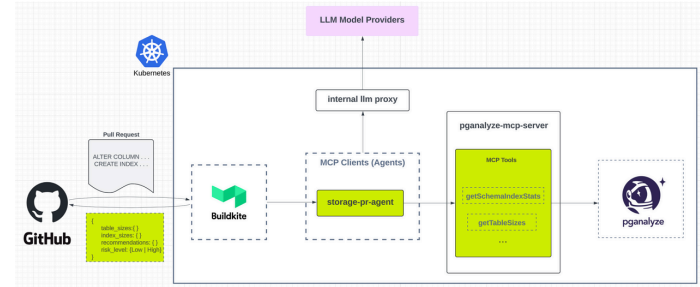 LLM Model Providers
Kubernetes
internal llm proxy
Pull Request
ALTER COLUMN . . .
CREATE INDEX . . .
GitHub
{
table_sizes:{ }
index_sizes: { }
recommendations: { }
risk_level: {Low | High}
}
Buildkite
MCP Clients (Agents)
storage-pr-agent
pganalyze-mcp-server
MCP Tools
getSchemaIndexStats
getTableSizes
...
pganalyze